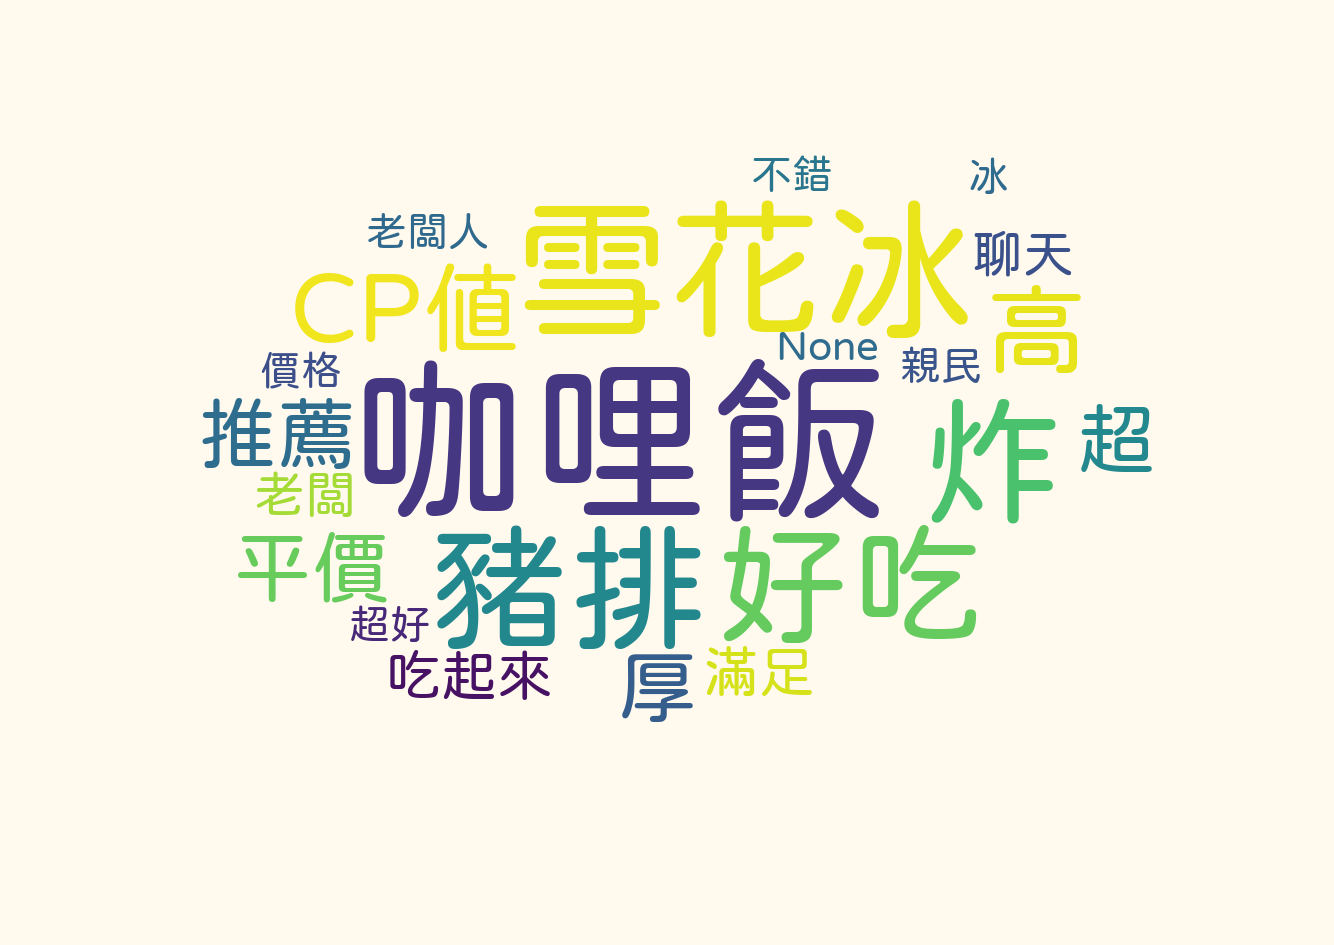 不錯
冰
老闆人
雪花冰
聊天
CP値
高
None
價格
親民
咖哩飯
推薦
炸
超
老闆
平價
豬排
好吃
超好
吃起來
厚
滿足